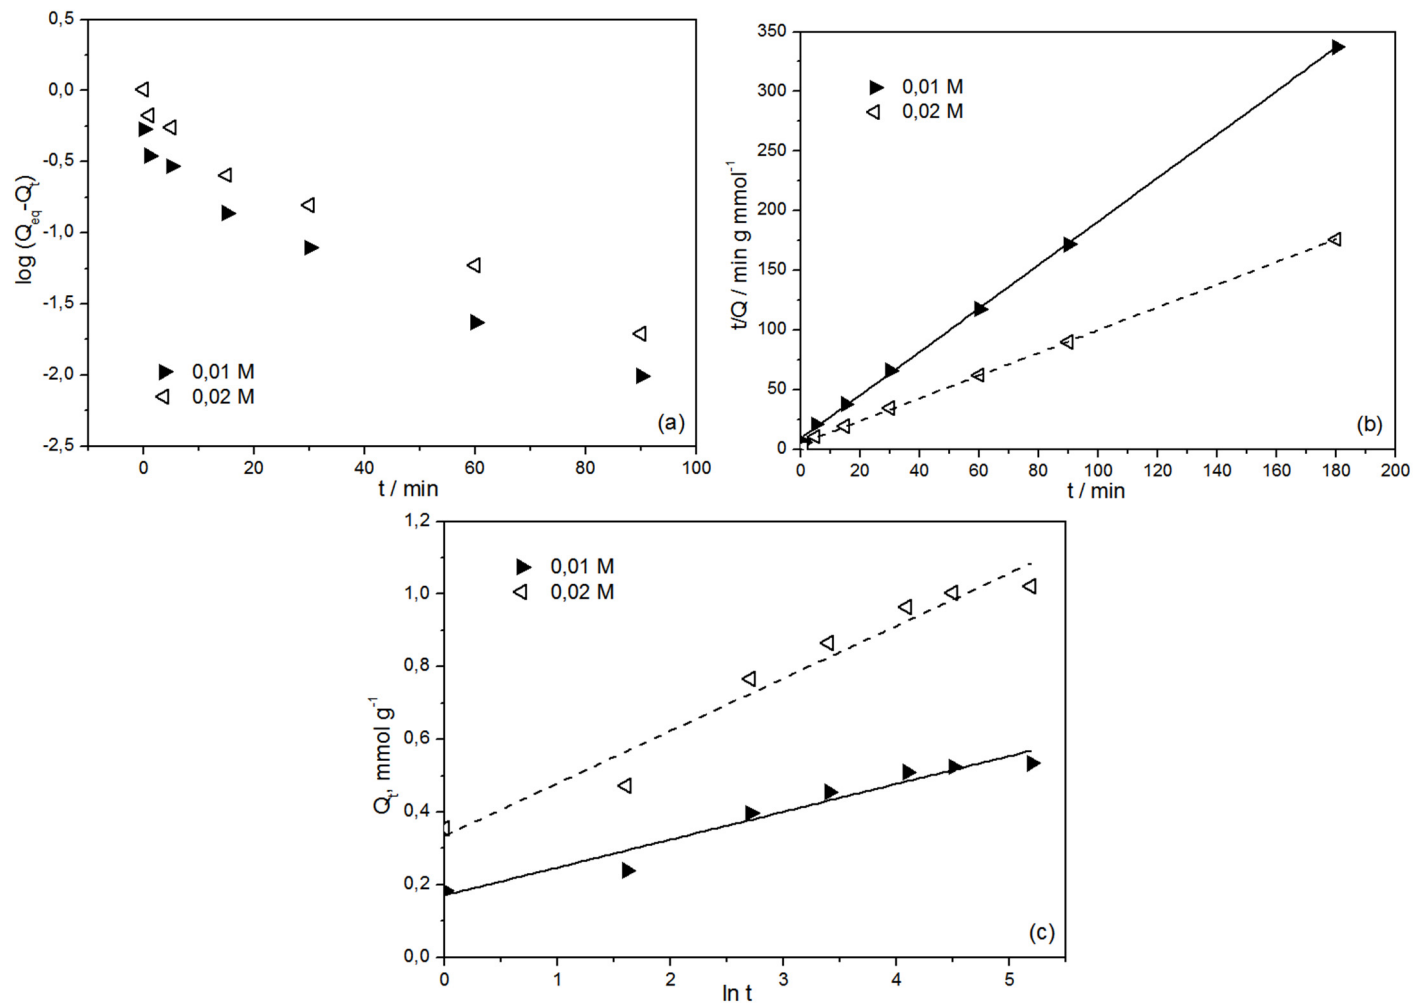 0,5
0,0
-0,5
-1,0
-1,5
-2,0
-2,5
log (Q_eq-Q_t)
0,01 M
0,02 M
(a)
0 20 40 60 80 100
t / min
350
300
250
200
150
100
50
0
t/Q / min g mmol⁻¹
0,01 M
0,02 M
(b)
0 20 40 60 80 100 120 140 160 180 200
t / min
1,2
1,0
0,8
0,6
0,4
0,2
0,0
Q_t, mmol g⁻¹
0,01 M
0,02 M
(c)
0 1 2 3 4 5
ln t